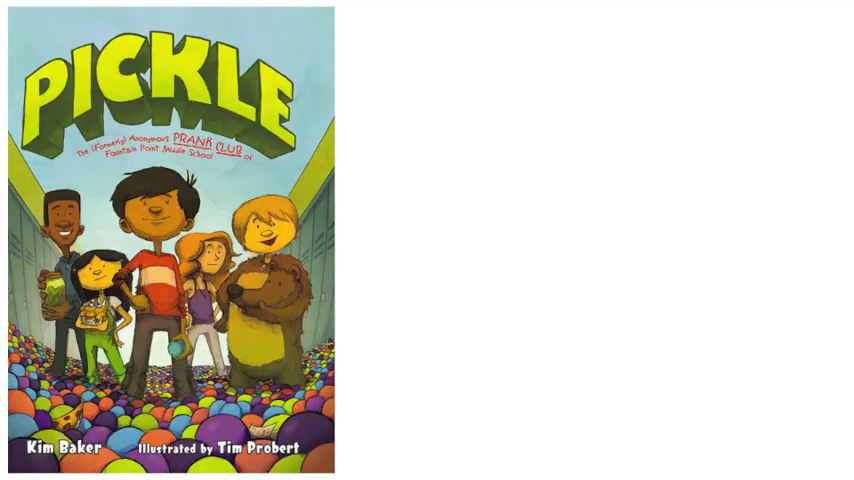 PICKLE
The (Formerly) Anonymous PRANK CLUB of
Fountain Point Middle School
Kim Baker
Illustrated by Tim Probert